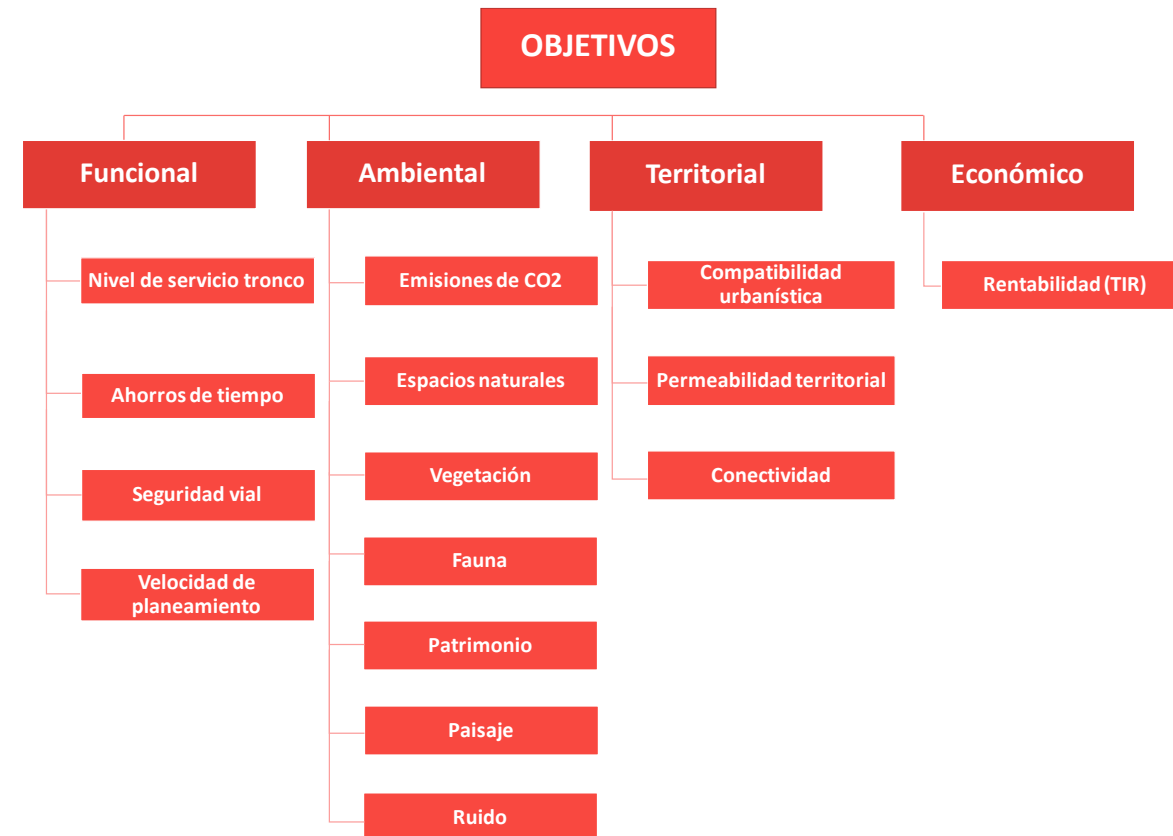 OBJETIVOS
Funcional
Nivel de servicio tronco
Ahorros de tiempo
Seguridad vial
Velocidad de
planeamiento
Ambiental
Emisiones de CO2
Espacios naturales
Vegetación
Fauna
Patrimonio
Paisaje
Ruido
Territorial
Compatibilidad
urbanística
Permeabilidad territorial
Conectividad
Económico
Rentabilidad (TIR)